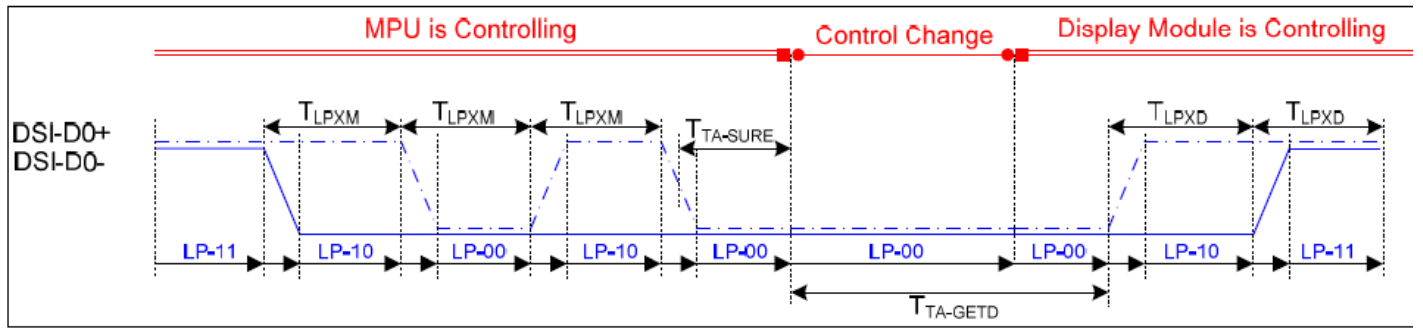 MPU is Controlling Control Change Display Module is Controlling
TLPXM TLPXM TLPXM TTA-SURE TLPXD TLPXD
DSI-D0+
DSI-D0-
LP-11 LP-10 LP-00 LP-10 LP-00 LP-00 LP-00 LP-10 LP-11
TTA-GETD